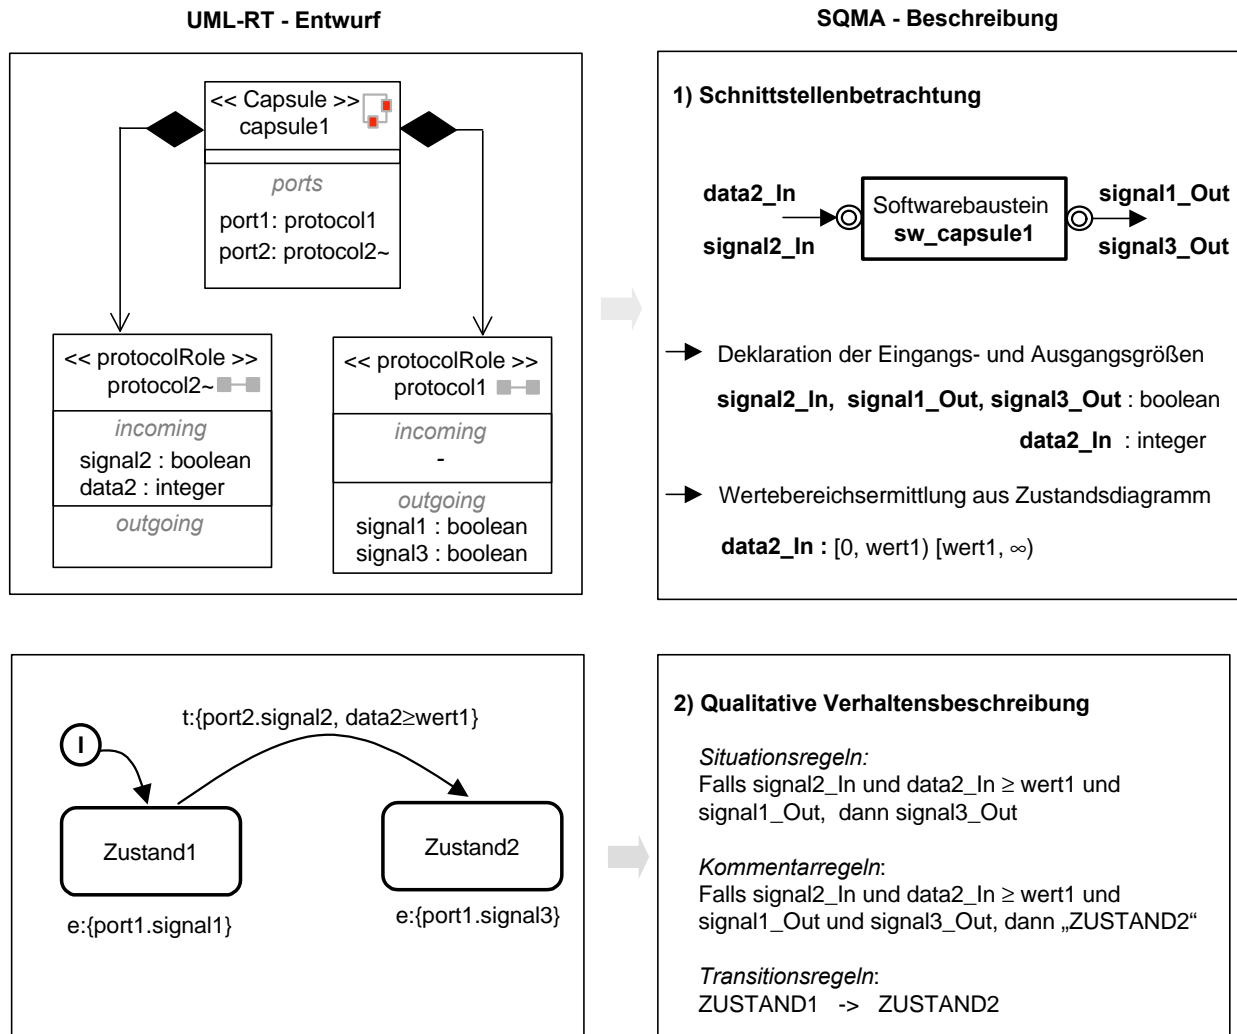 UML-RT - Entwurf
SQMA - Beschreibung
<< Capsule >>
capsule1
ports
port1: protocol1
port2: protocol2~
<< protocolRole >>
protocol2~
incoming
signal2 : boolean
data2 : integer
outgoing
<< protocolRole >>
protocol1
incoming
-
outgoing
signal1 : boolean
signal3 : boolean
1) Schnittstellenbetrachtung
data2_In
signal2_In
Softwarebaustein
sw_capsule1
signal1_Out
signal3_Out
Deklaration der Eingangs- und Ausgangsgrößen
signal2_In, signal1_Out, signal3_Out : boolean
data2_In : integer
Wertebereichsermittlung aus Zustandsdiagramm
data2_In : [0, wert1) [wert1, ∞)
t:{port2.signal2, data2≥wert1}
I
Zustand1
Zustand2
e:{port1.signal1}
e:{port1.signal3}
2) Qualitative Verhaltensbeschreibung
Situationsregeln:
Falls signal2_In und data2_In ≥ wert1 und
signal1_Out, dann signal3_Out
Kommentarregeln:
Falls signal2_In und data2_In ≥ wert1 und
signal1_Out und signal3_Out, dann „ZUSTAND2“
Transitionsregeln:
ZUSTAND1 -> ZUSTAND2